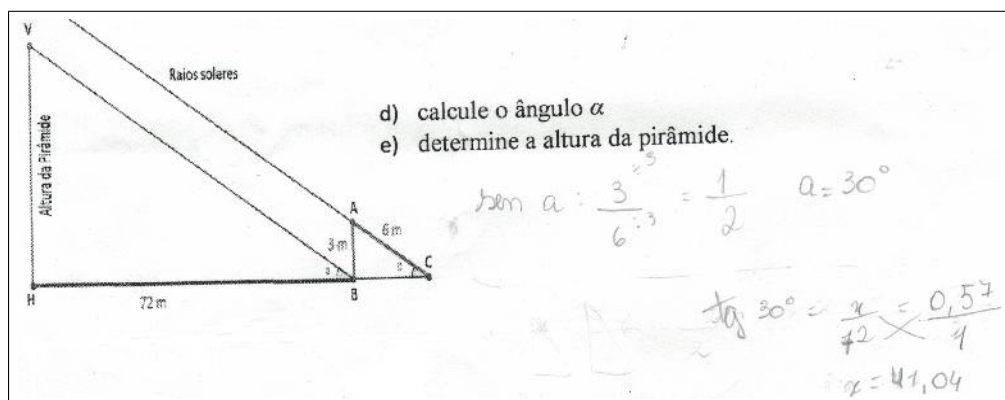 V
Raios solares
Altura da Pirâmide
d) calcule o ângulo α
e) determine a altura da pirâmide.
A
3 m
6 m
C
H
72 m
B
sen a : 3 ÷3 / 6 ÷3 = 1/2 a = 30°
tg 30° = x/72 = 0,57/1
x = 41,04